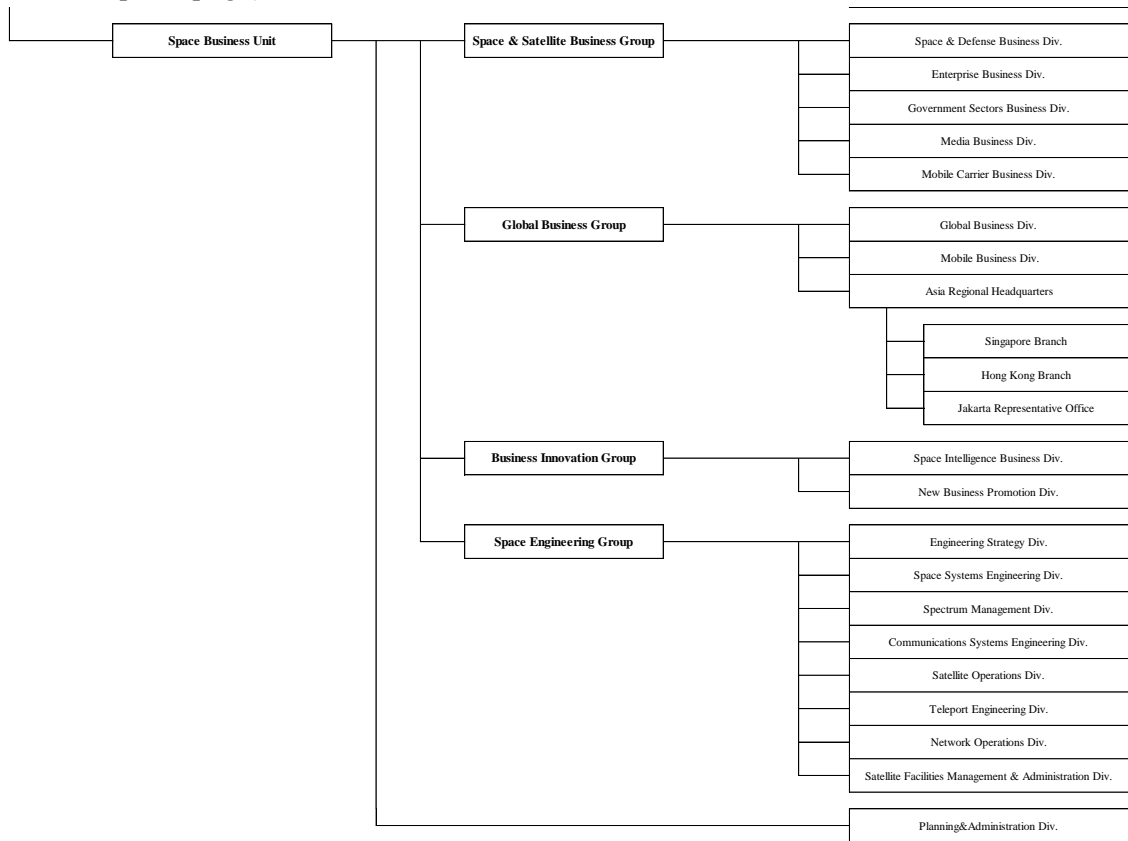 Space Business Unit
Space & Satellite Business Group
Space & Defense Business Div.
Enterprise Business Div.
Government Sectors Business Div.
Media Business Div.
Mobile Carrier Business Div.
Global Business Group
Global Business Div.
Mobile Business Div.
Asia Regional Headquarters
Singapore Branch
Hong Kong Branch
Jakarta Representative Office
Business Innovation Group
Space Intelligence Business Div.
New Business Promotion Div.
Space Engineering Group
Engineering Strategy Div.
Space Systems Engineering Div.
Spectrum Management Div.
Communications Systems Engineering Div.
Satellite Operations Div.
Teleport Engineering Div.
Network Operations Div.
Satellite Facilities Management & Administration Div.
Planning&Administration Div.